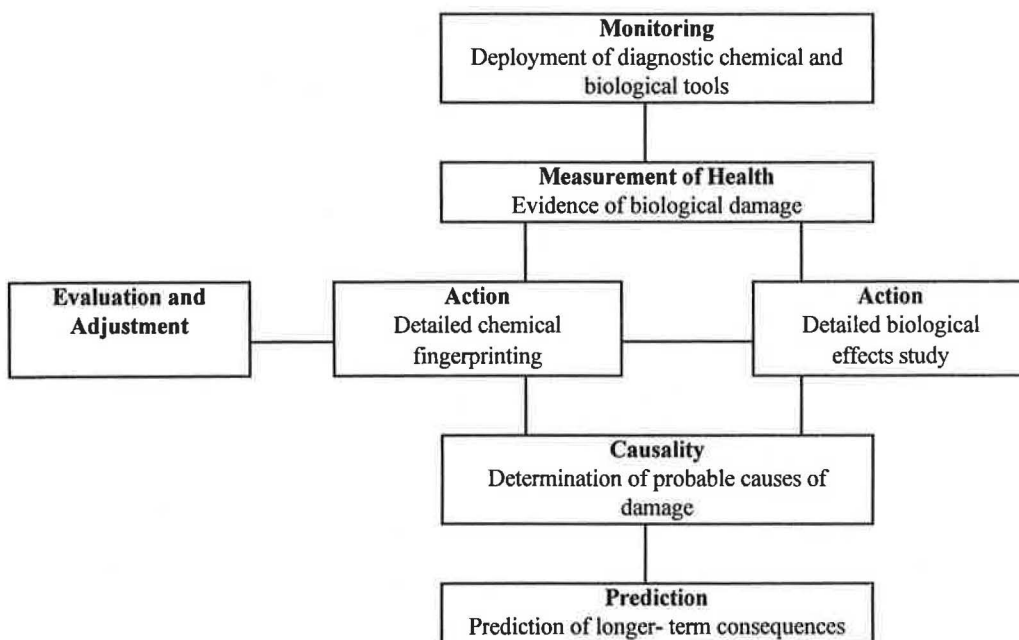 Monitoring
Deployment of diagnostic chemical and
biological tools
Measurement of Health
Evidence of biological damage
Evaluation and
Adjustment
Action
Detailed chemical
fingerprinting
Action
Detailed biological
effects study
Causality
Determination of probable causes of
damage
Prediction
Prediction of longer- term consequences